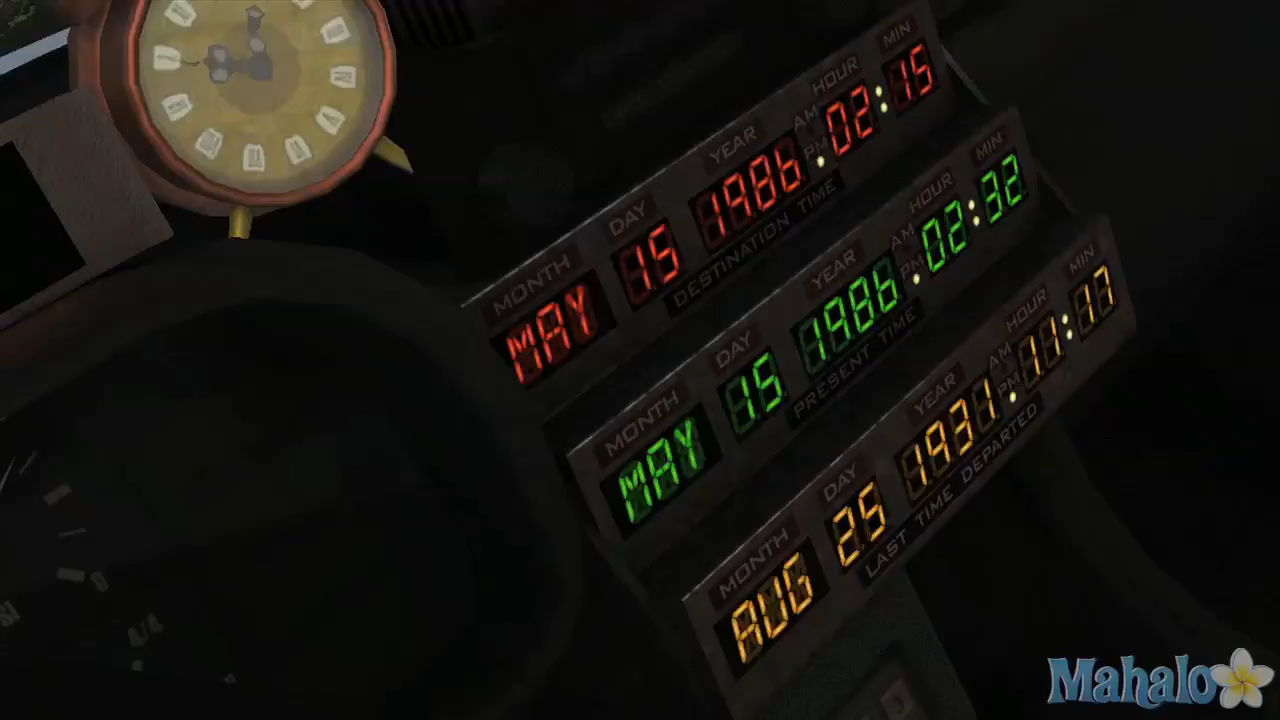 MONTH DAY YEAR AM PM HOUR MIN
MAY 15 1986 02:15
DESTINATION TIME
MONTH DAY YEAR AM PM HOUR MIN
MAY 15 1986 02:32
PRESENT TIME
MONTH DAY YEAR AM PM HOUR MIN
AUG 25 1931 11:17
LAST TIME DEPARTED
4/4
Mahalo